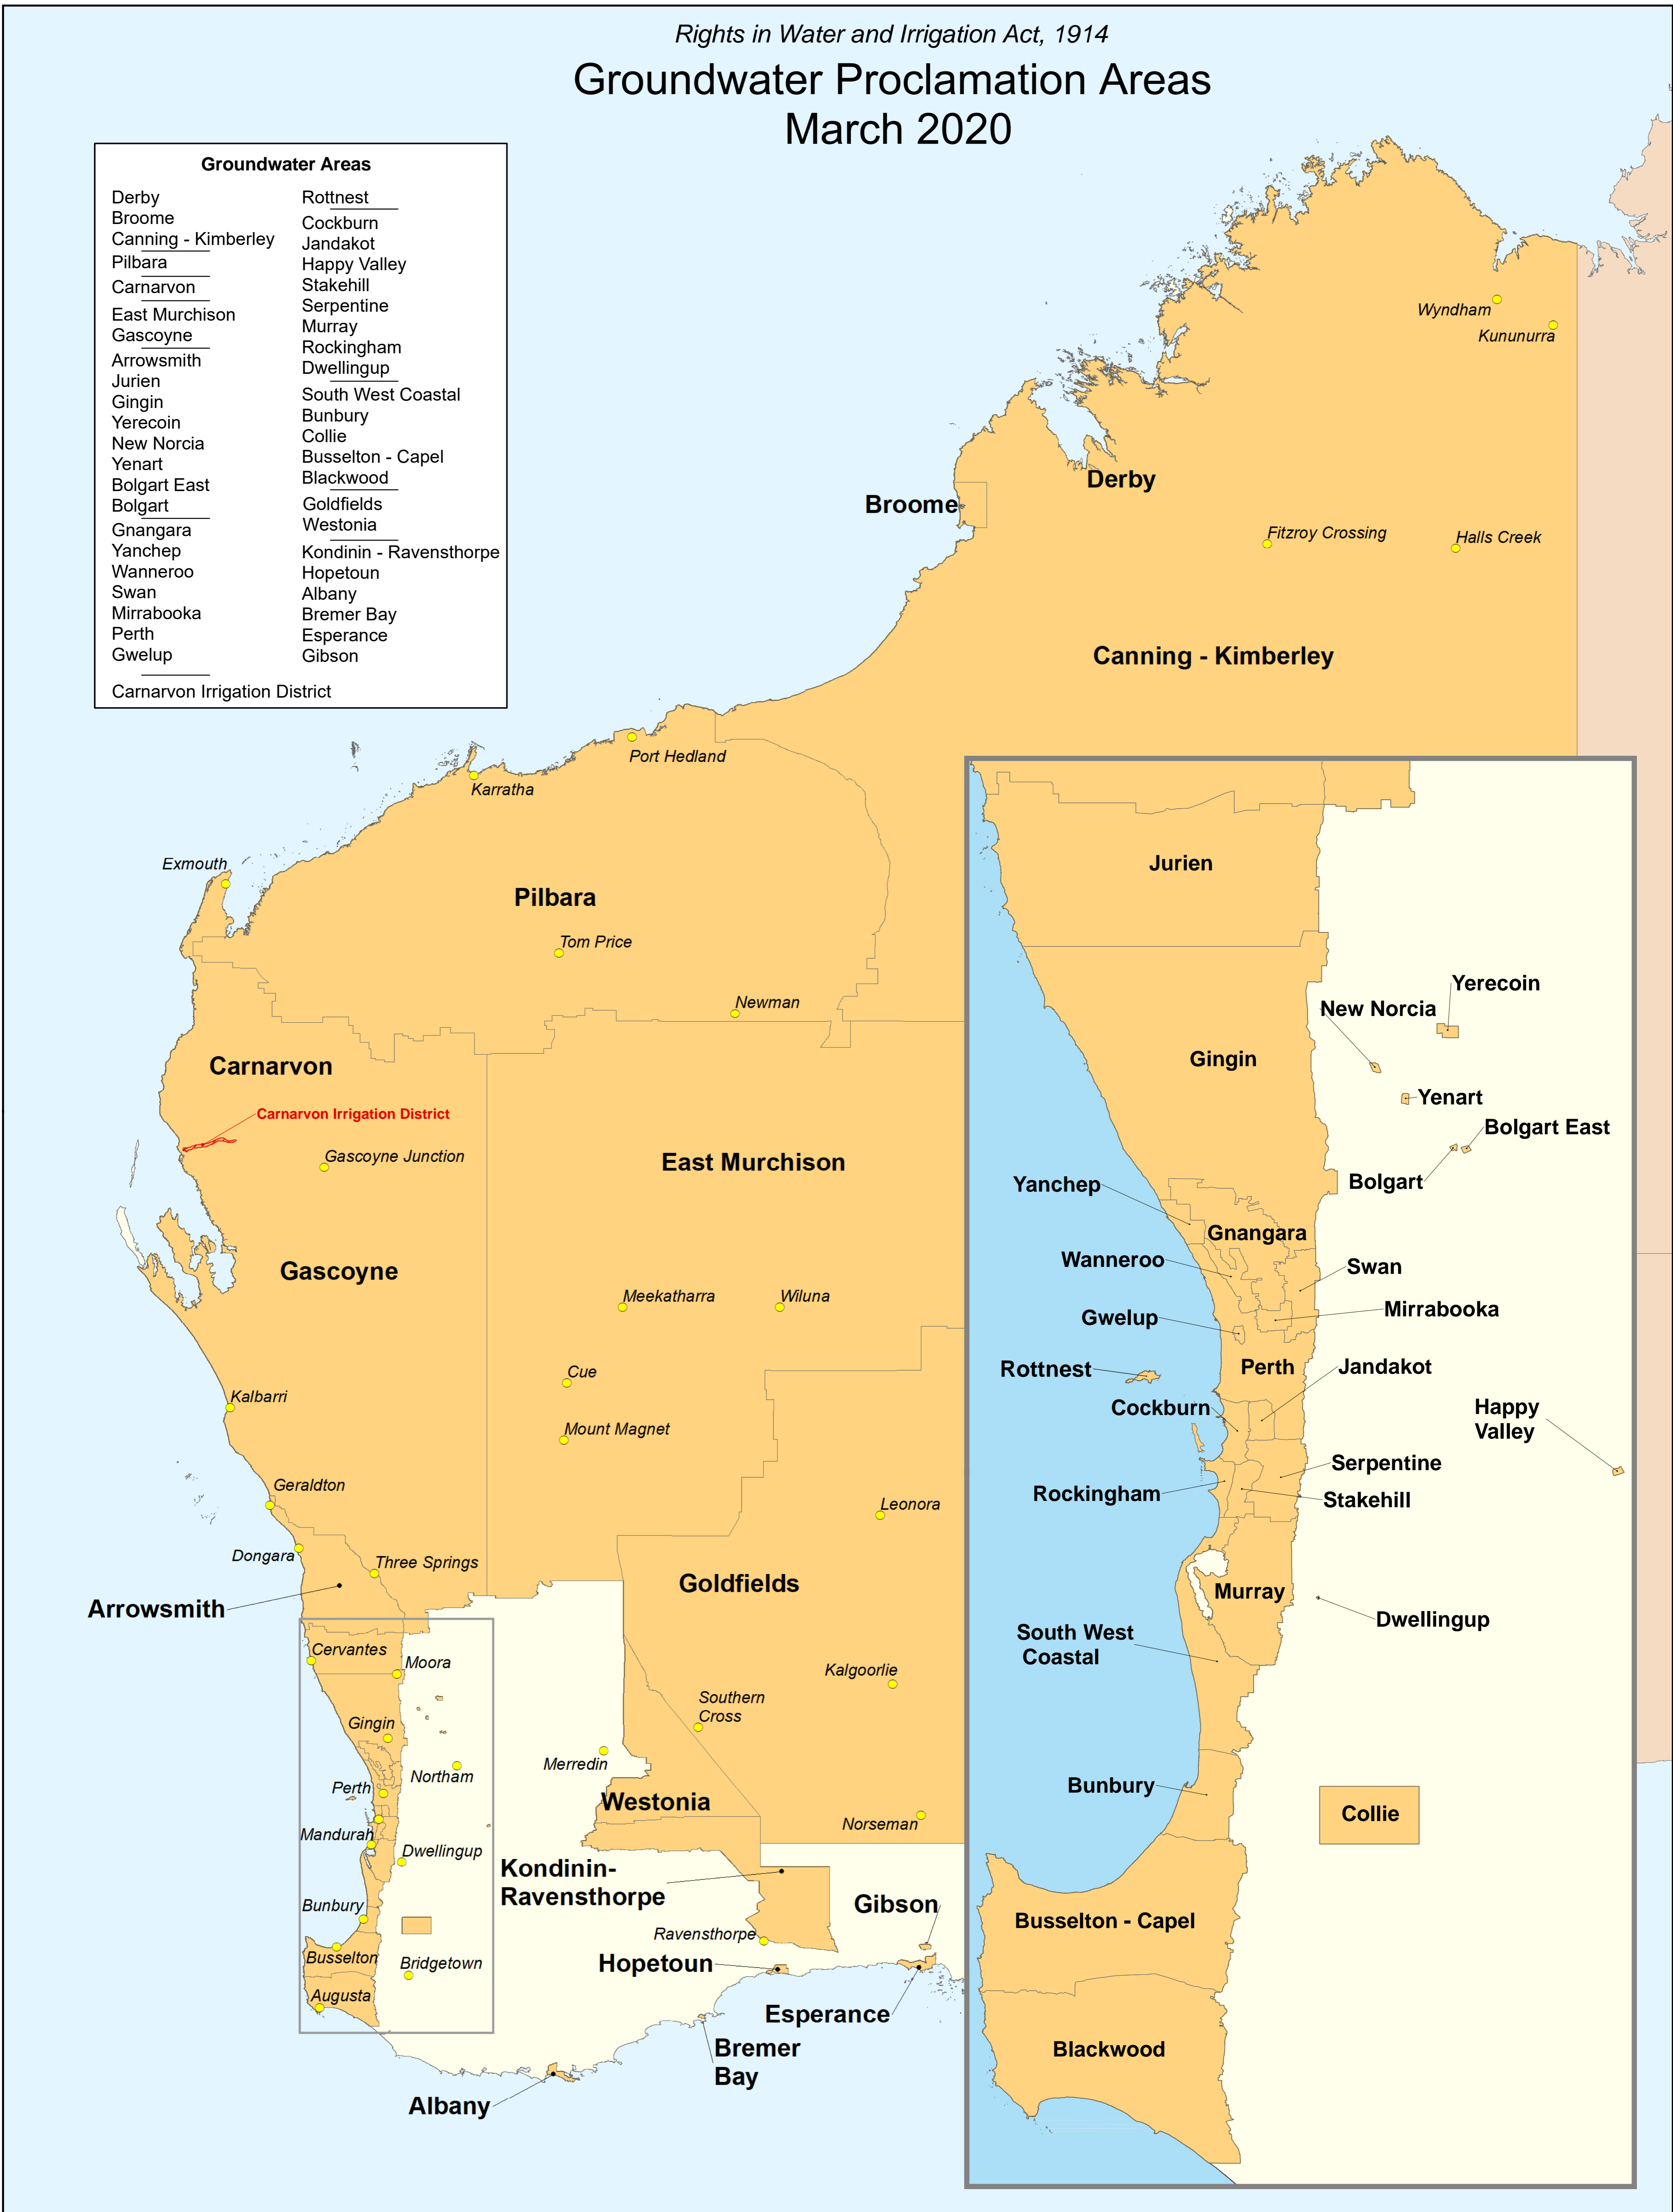 Rights in Water and Irrigation Act, 1914
Groundwater Proclamation Areas
March 2020
Groundwater Areas
Derby
Broome
Canning - Kimberley
Pilbara
Carnarvon
East Murchison
Gascoyne
Arrowsmith
Jurien
Gingin
Yerecoin
New Norcia
Yenart
Bolgart East
Bolgart
Gnangara
Yanchep
Wanneroo
Swan
Mirrabooka
Perth
Gwelup
Carnarvon Irrigation District
Rottnest
Cockburn
Jandakot
Happy Valley
Stakehill
Serpentine
Murray
Rockingham
Dwellingup
South West Coastal
Bunbury
Collie
Busselton - Capel
Blackwood
Goldfields
Westonia
Kondinin - Ravensthorpe
Hopetoun
Albany
Bremer Bay
Esperance
Gibson
Wyndham
Kununurra
Derby
Broome
Fitzroy Crossing
Halls Creek
Canning - Kimberley
Port Hedland
Karratha
Exmouth
Pilbara
Tom Price
Newman
Carnarvon
Carnarvon Irrigation District
Gascoyne Junction
East Murchison
Gascoyne
Meekatharra
Wiluna
Cue
Kalbarri
Mount Magnet
Geraldton
Leonora
Dongara
Three Springs
Goldfields
Arrowsmith
Cervantes
Moora
Kalgoorlie
Southern
Cross
Gingin
Merredin
Northam
Perth
Westonia
Norseman
Mandurah
Dwellingup
Kondinin-
Ravensthorpe
Gibson
Bunbury
Ravensthorpe
Busselton
Bridgetown
Hopetoun
Augusta
Esperance
Bremer
Bay
Albany
Jurien
Yerecoin
New Norcia
Gingin
Yenart
Bolgart East
Bolgart
Yanchep
Gnangara
Wanneroo
Swan
Mirrabooka
Gwelup
Perth
Jandakot
Rottnest
Cockburn
Happy
Valley
Serpentine
Rockingham
Stakehill
Murray
Dwellingup
South West
Coastal
Bunbury
Collie
Busselton - Capel
Blackwood